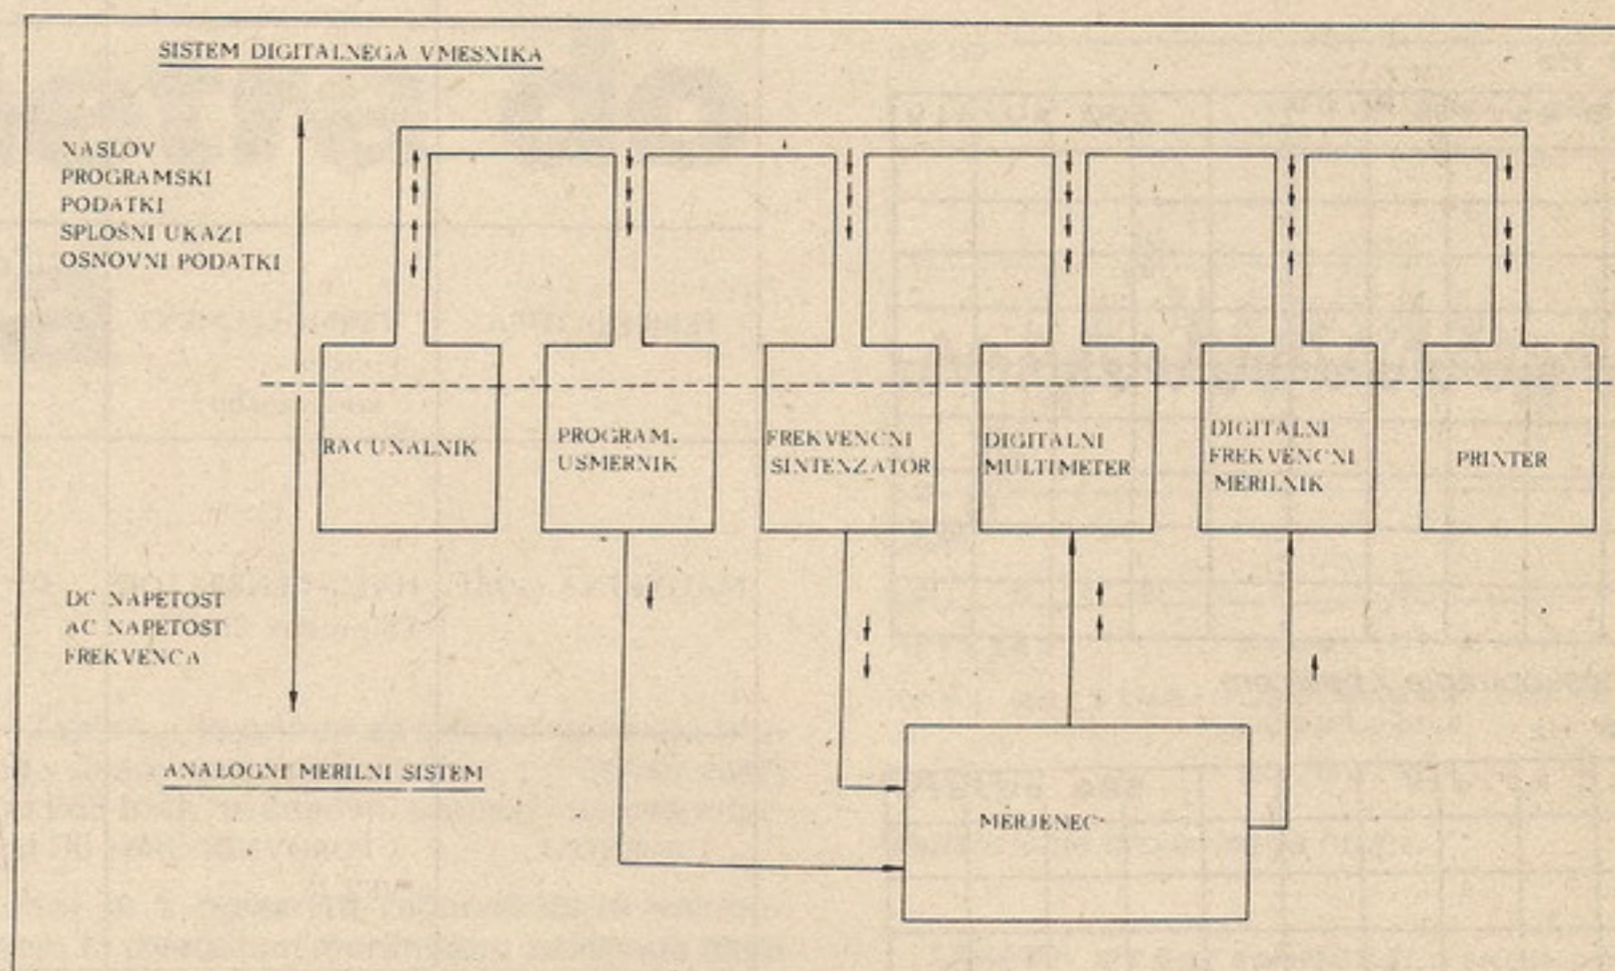 SISTEM DIGITALNEGA VMESNIKA
NASLOV
PROGRAMSKI
PODATKI
SPLOŠNI UKAZI
OSNOVNI PODATKI
RACUNALNIK
PROGRAM.
USMERNIK
FREKVENCNI
SINTENZATOR
DIGITALNI
MULTIMETER
DIGITALNI
FREKVENCNI
MERILNIK
PRINTER
DC NAPETOST
AC NAPETOST
FREKVENCA
ANALOGNI MERILNI SISTEM
MERJENEC